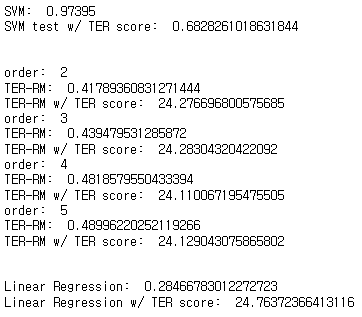 SVM:  0.97395
SVM test w/ TER score:  0.6828261018631844
order:  2
TER-RM:  0.41789360831271444
TER-RM w/ TER score:  24.276696800575685
order:  3
TER-RM:  0.439479531285872
TER-RM w/ TER score:  24.28304320422092
order:  4
TER-RM:  0.4818579550433394
TER-RM w/ TER score:  24.110067195475505
order:  5
TER-RM:  0.48996220252119266
TER-RM w/ TER score:  24.129043075865802
Linear Regression:  0.28466783012272723
Linear Regression w/ TER score:  24.76372366413116